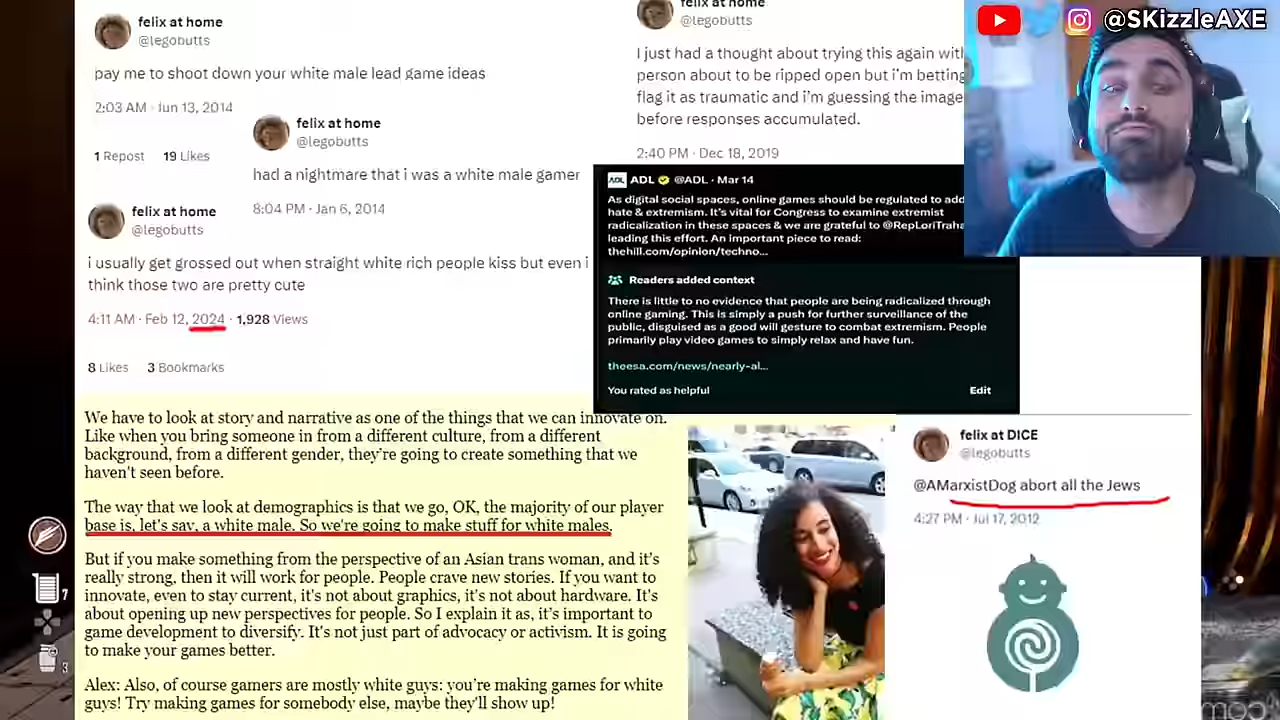 felix at home
@legobutts
pay me to shoot down your white male lead game ideas
2:03 AM · Jun 13, 2014
1 Repost 19 Likes
felix at home
@legobutts
had a nightmare that i was a white male gamer
8:04 PM · Jan 6, 2014
felix at home
@legobutts
i usually get grossed out when straight white rich people kiss but even i
think those two are pretty cute
4:11 AM · Feb 12, 2024 · 1,928 Views
8 Likes 3 Bookmarks
felix at home
@legobutts
I just had a thought about trying this again with
person about to be ripped open but i'm betting
flag it as traumatic and i'm guessing the image
before responses accumulated.
2:40 PM · Dec 18, 2019
@SKizzleAXE
ADL
ADL @ADL · Mar 14
As digital social spaces, online games should be regulated to add
hate & extremism. It's vital for Congress to examine extremist
radicalization in these spaces & we are grateful to @RepLoriTraha
leading this effort. An important piece to read:
thehill.com/opinion/techno...
Readers added context
There is little to no evidence that people are being radicalized through
online gaming. This is simply a push for further surveillance of the
public, disguised as a good will gesture to combat extremism. People
primarily play video games to simply relax and have fun.
theesa.com/news/nearly-al...
You rated as helpful Edit
We have to look at story and narrative as one of the things that we can innovate on.
Like when you bring someone in from a different culture, from a different
background, from a different gender, they're going to create something that we
haven't seen before.
The way that we look at demographics is that we go, OK, the majority of our player
base is, let's say, a white male. So we're going to make stuff for white males.
But if you make something from the perspective of an Asian trans woman, and it's
really strong, then it will work for people. People crave new stories. If you want to
innovate, even to stay current, it's not about graphics, it's not about hardware. It's
about opening up new perspectives for people. So I explain it as, it's important to
game development to diversify. It's not just part of advocacy or activism. It is going
to make your games better.
Alex: Also, of course gamers are mostly white guys: you're making games for white
guys! Try making games for somebody else, maybe they'll show up!
felix at DICE
@legobutts
@AMarxistDog abort all the Jews
4:27 PM · Jul 17, 2012
7
3